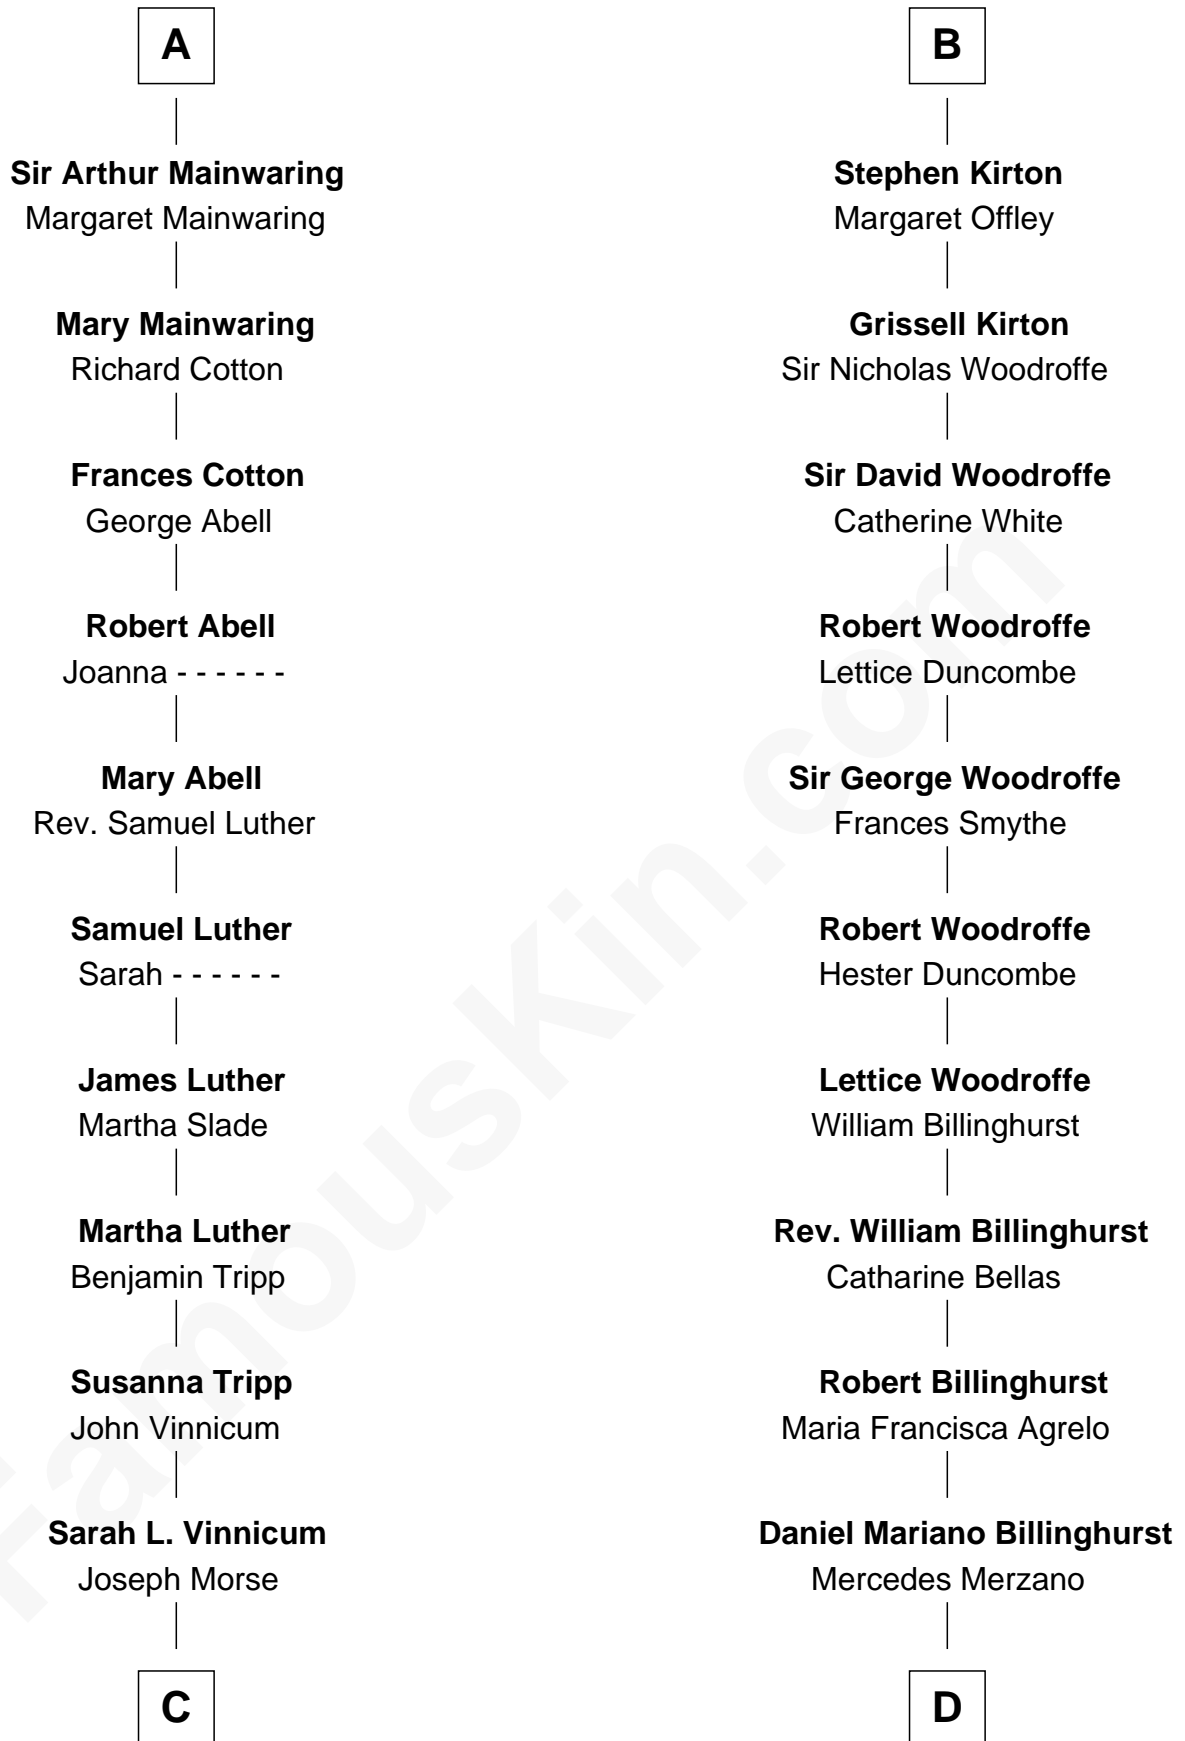 A
Sir Arthur Mainwaring
Margaret Mainwaring
Mary Mainwaring
Richard Cotton
Frances Cotton
George Abell
Robert Abell
Joanna - - - - - -
Mary Abell
Rev. Samuel Luther
Samuel Luther
Sarah - - - - - -
James Luther
Martha Slade
Martha Luther
Benjamin Tripp
Susanna Tripp
John Vinnicum
Sarah L. Vinnicum
Joseph Morse
C
B
Stephen Kirton
Margaret Offley
Grissell Kirton
Sir Nicholas Woodroffe
Sir David Woodroffe
Catherine White
Robert Woodroffe
Lettice Duncombe
Sir George Woodroffe
Frances Smythe
Robert Woodroffe
Hester Duncombe
Lettice Woodroffe
William Billinghurst
Rev. William Billinghurst
Catharine Bellas
Robert Billinghurst
Maria Francisca Agrelo
Daniel Mariano Billinghurst
Mercedes Merzano
D
FamousKin.com